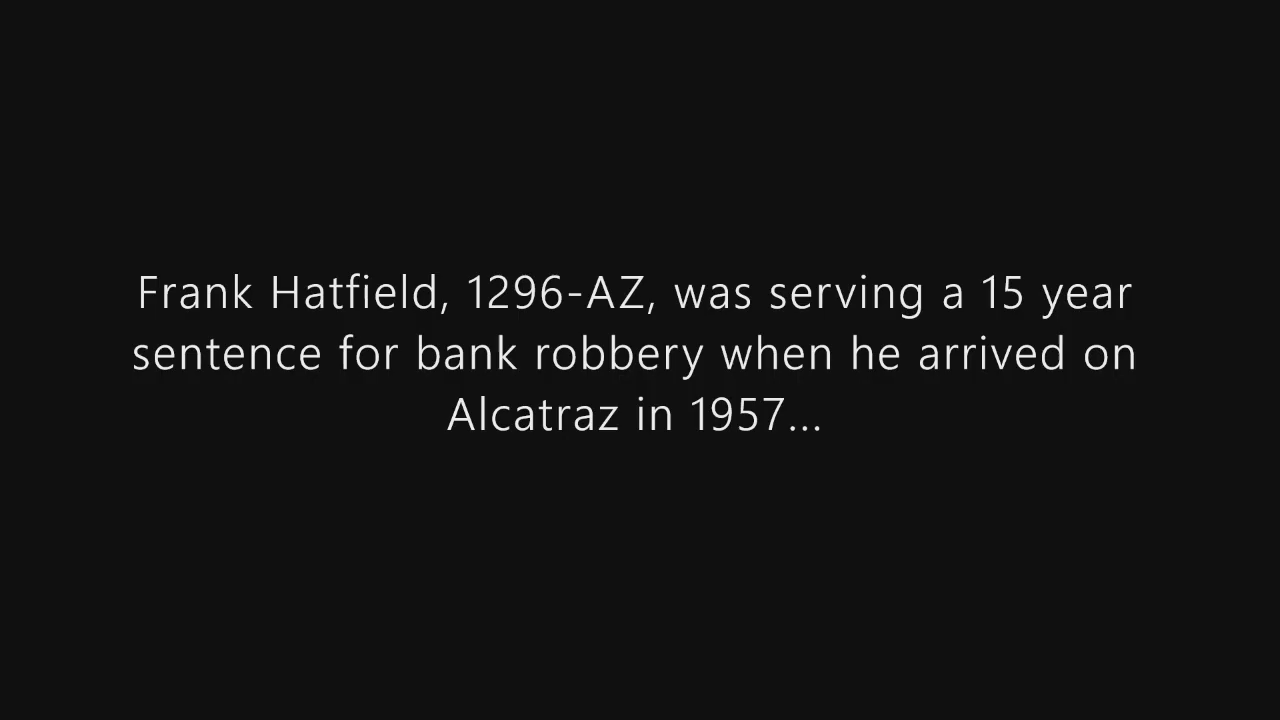 Frank Hatfield, 1296-AZ, was serving a 15 year
sentence for bank robbery when he arrived on
Alcatraz in 1957...